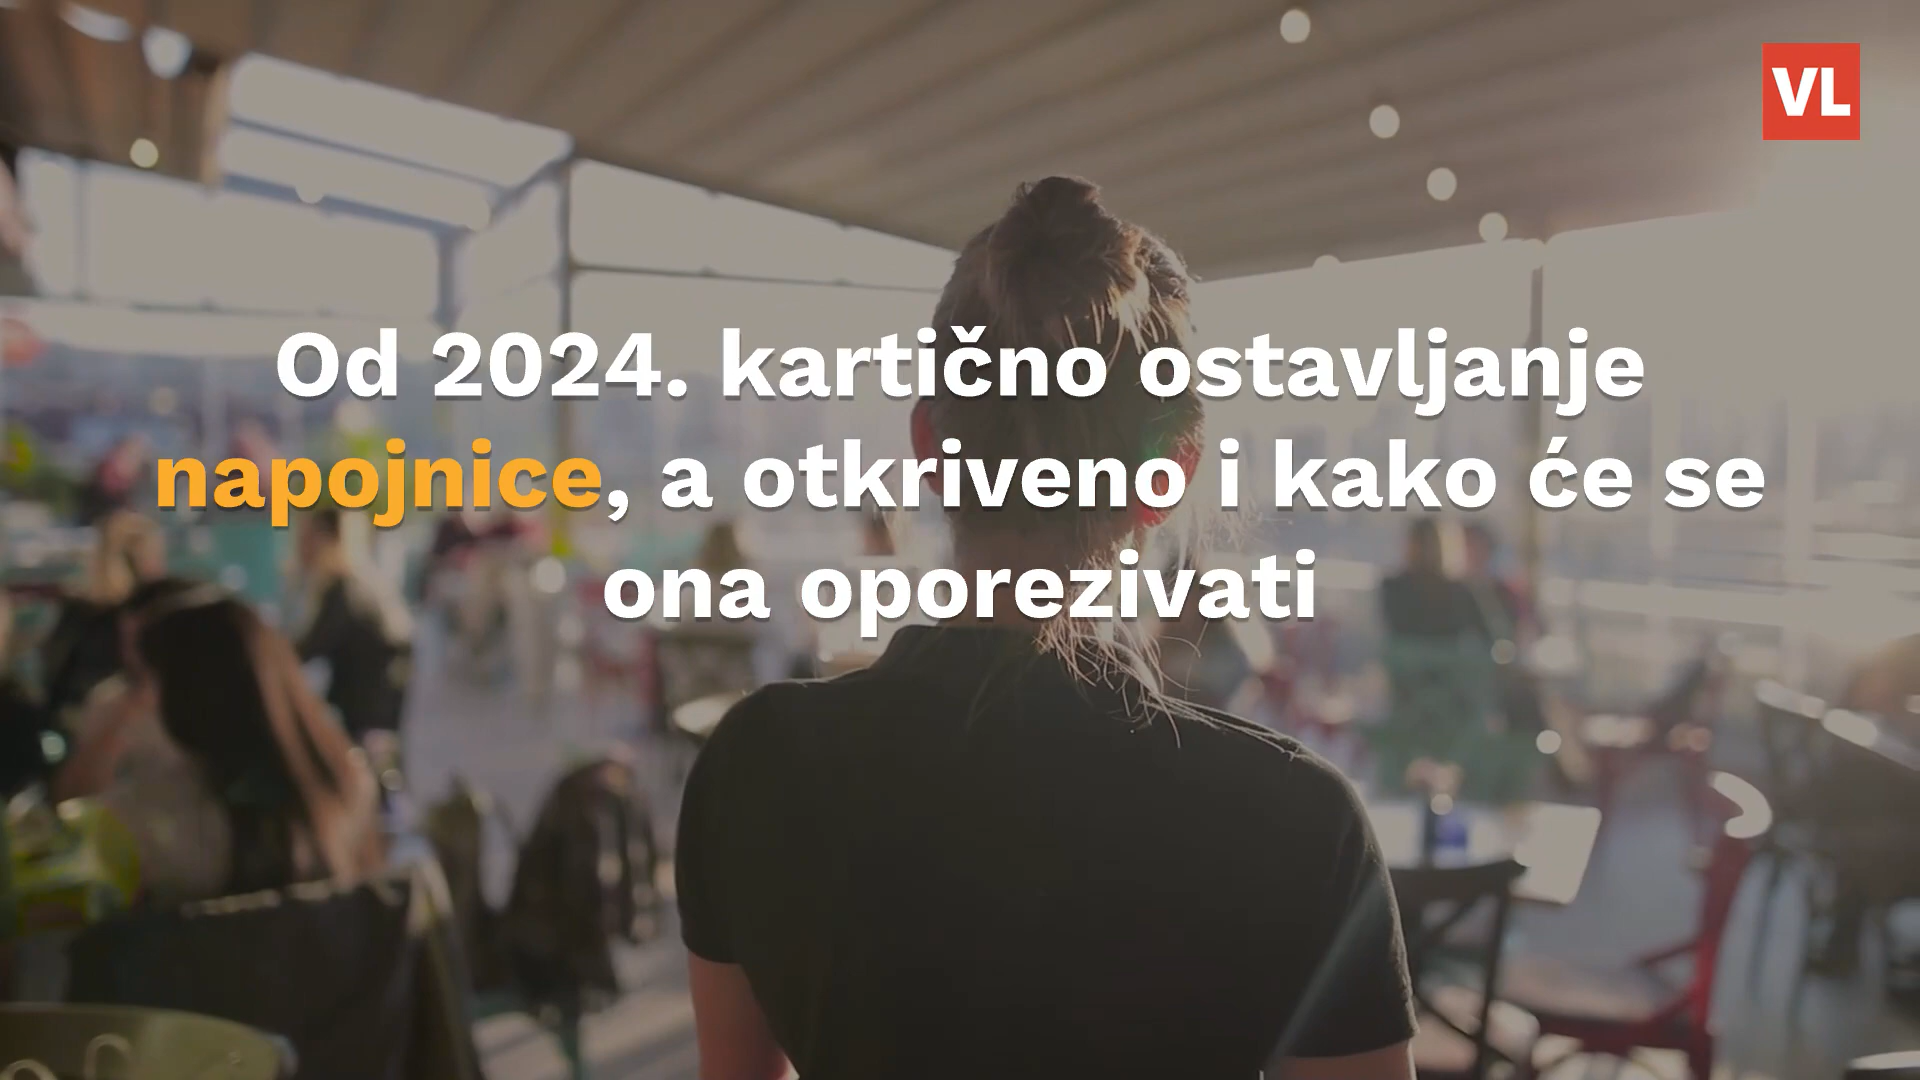 VL
Od 2024. kartično ostavljanje
napojnice, a otkriveno i kako će se
ona oporezivati